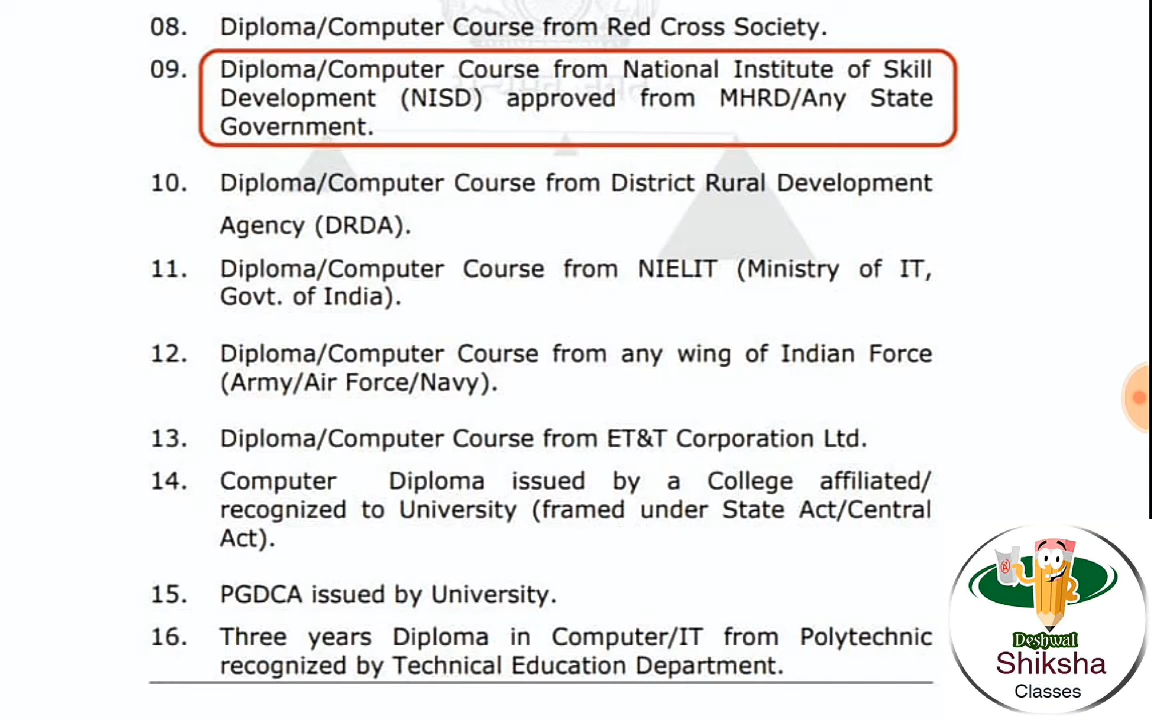 08. Diploma/Computer Course from Red Cross Society.
09. Diploma/Computer Course from National Institute of Skill
Development (NISD) approved from MHRD/Any State
Government.
10. Diploma/Computer Course from District Rural Development
Agency (DRDA).
11. Diploma/Computer Course from NIELIT (Ministry of IT,
Govt. of India).
12. Diploma/Computer Course from any wing of Indian Force
(Army/Air Force/Navy).
13. Diploma/Computer Course from ET&T Corporation Ltd.
14. Computer Diploma issued by a College affiliated/
recognized to University (framed under State Act/Central
Act).
15. PGDCA issued by University.
16. Three years Diploma in Computer/IT from Polytechnic
recognized by Technical Education Department.
Deshwal
Shiksha
Classes